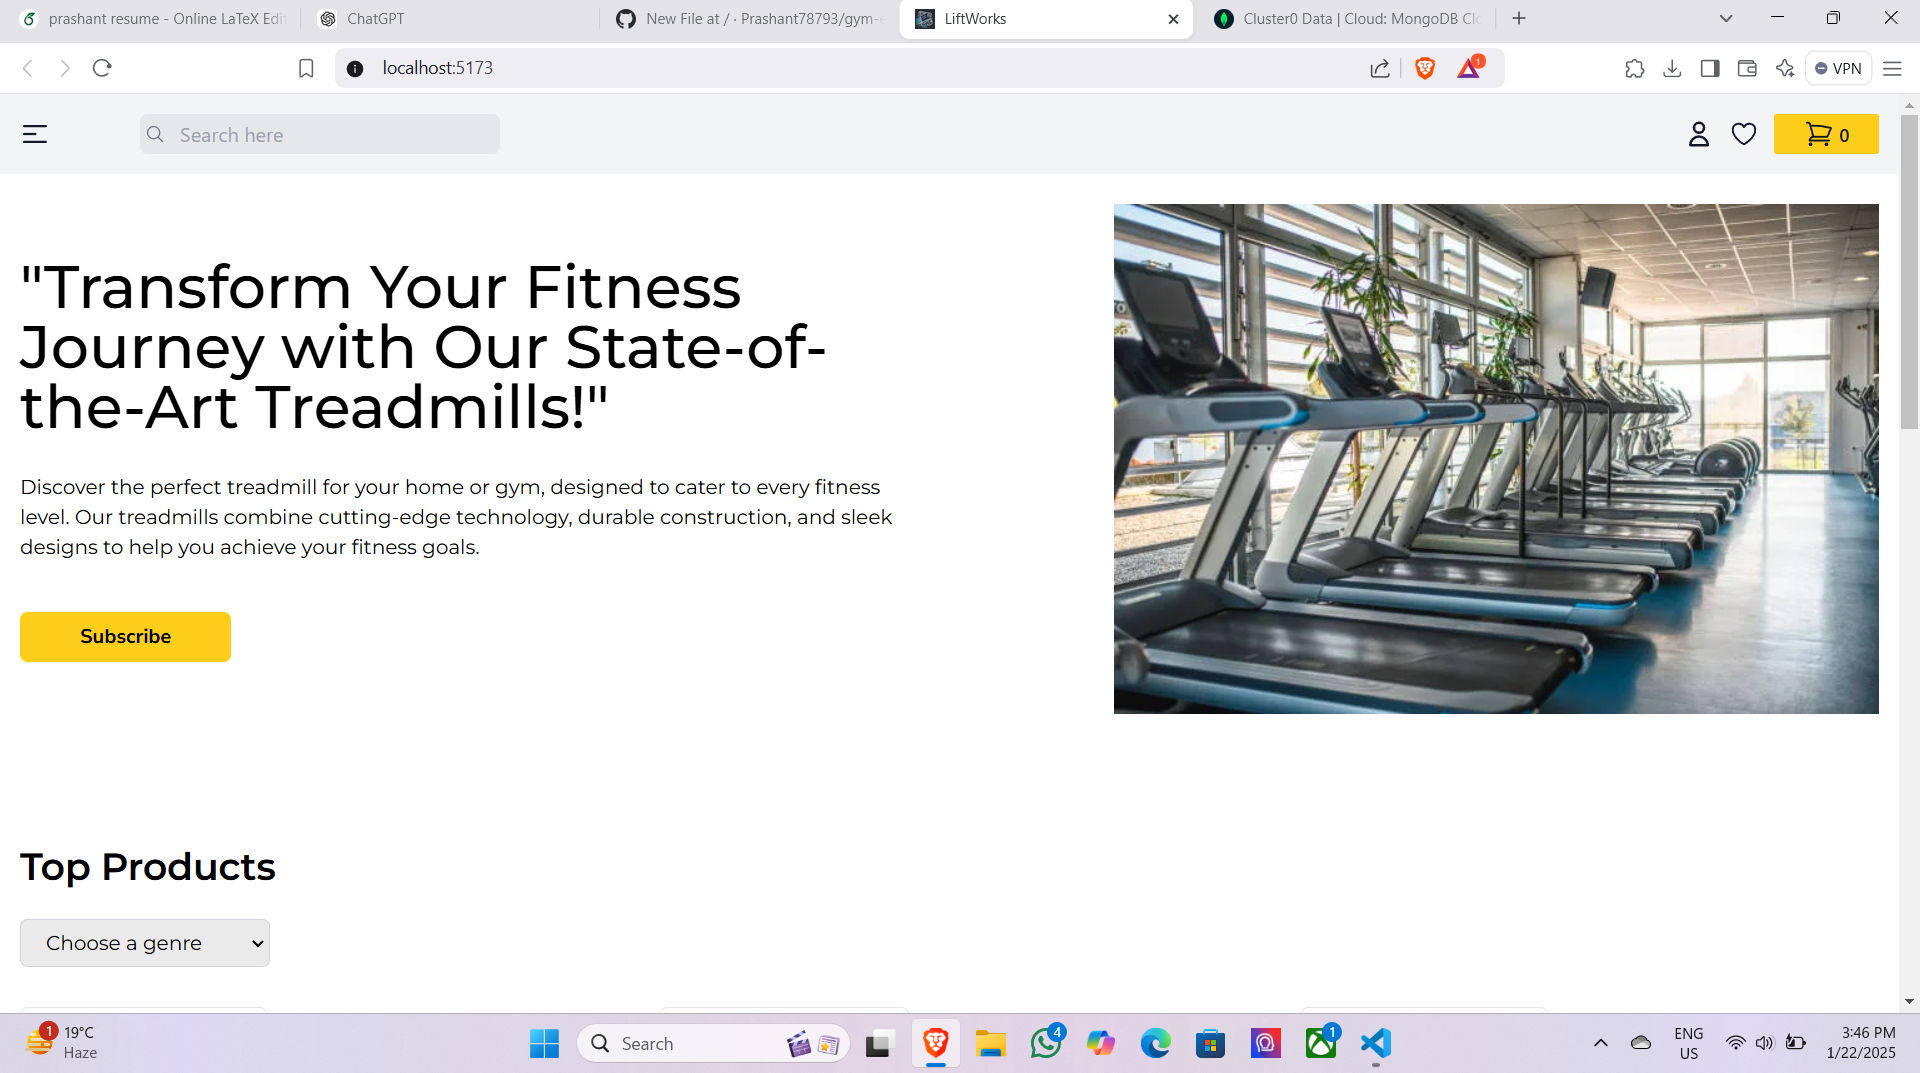 prashant resume - Online LaTeX Edit
ChatGPT
New File at / · Prashant78793/gym-e
LiftWorks
Cluster0 Data | Cloud: MongoDB Clo
localhost:5173
1
VPN
Search here
0
"Transform Your Fitness
Journey with Our State-of-
the-Art Treadmills!"
Discover the perfect treadmill for your home or gym, designed to cater to every fitness
level. Our treadmills combine cutting-edge technology, durable construction, and sleek
designs to help you achieve your fitness goals.
Subscribe
Top Products
Choose a genre
1
19°C
Haze
Search
4
1
ENG
US
3:46 PM
1/22/2025